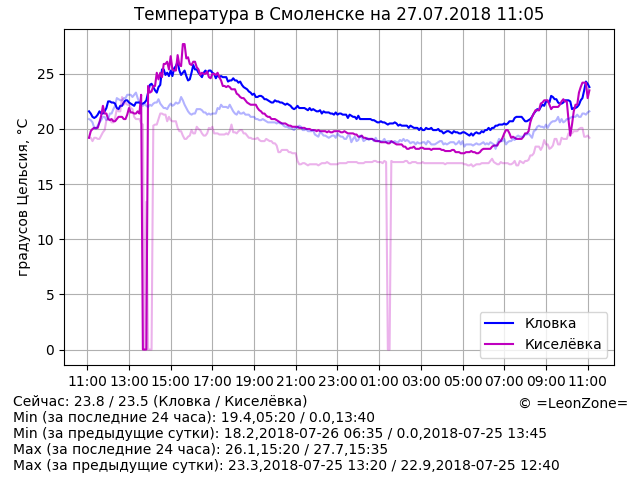 Температура в Смоленске на 27.07.2018 11:05
градусов Цельсия, °C
25
20
15
10
5
0
11:00 13:00 15:00 17:00 19:00 21:00 23:00 01:00 03:00 05:00 07:00 09:00 11:00
Кловка
Киселёвка
Сейчас: 23.8 / 23.5 (Кловка / Киселёвка)
© =LeonZone=
Min (за последние 24 часа): 19.4,05:20 / 0.0,13:40
Min (за предыдущие сутки): 18.2,2018-07-26 06:35 / 0.0,2018-07-25 13:45
Max (за последние 24 часа): 26.1,15:20 / 27.7,15:35
Max (за предыдущие сутки): 23.3,2018-07-25 13:20 / 22.9,2018-07-25 12:40